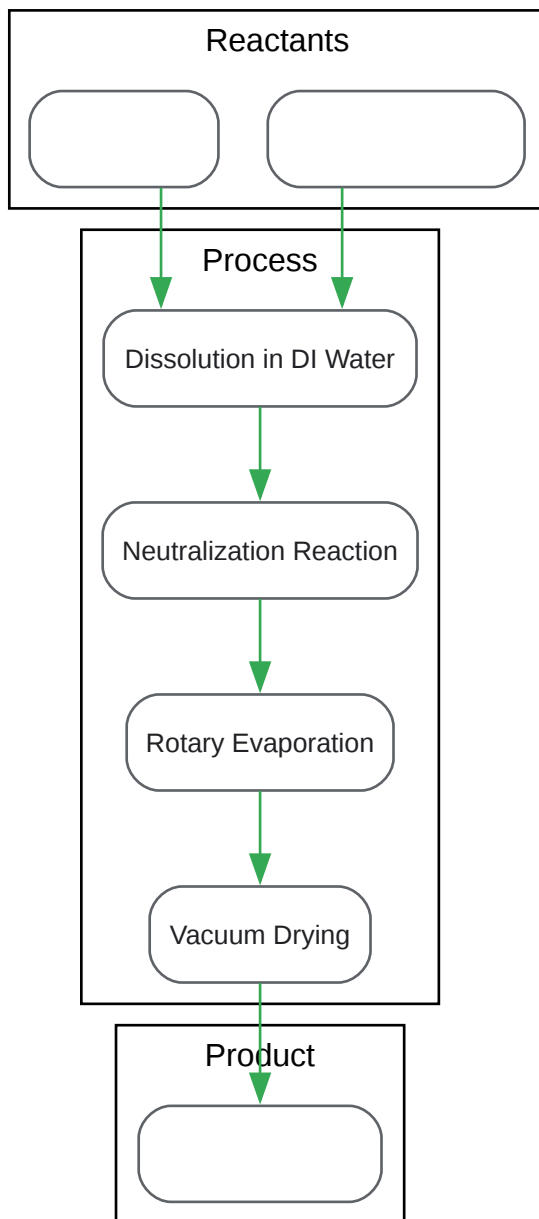 Reactants
Process
Dissolution in DI Water
Neutralization Reaction
Rotary Evaporation
Vacuum Drying
Product